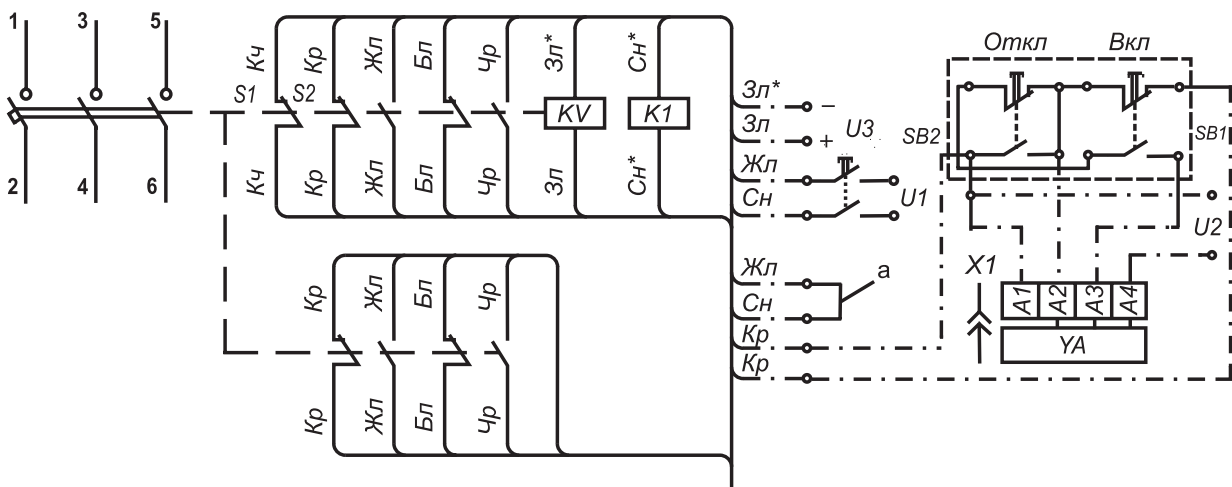 1 3 5
Откл Вкл
Кч Кр Жл Бл Чр Зл* Сн*
S1 S2
KV K1
2 4 6
Кч Кр Жл Бл Чр Зл Сн*
Зл* –
Зл + U3
Жл
Сн U1
SB2 SB1
U2
Жл
Сн а
Кр
Кр
X1
A1 A2 A3 A4
YA
Кр Жл Бл Чр
Кр Жл Бл Чр